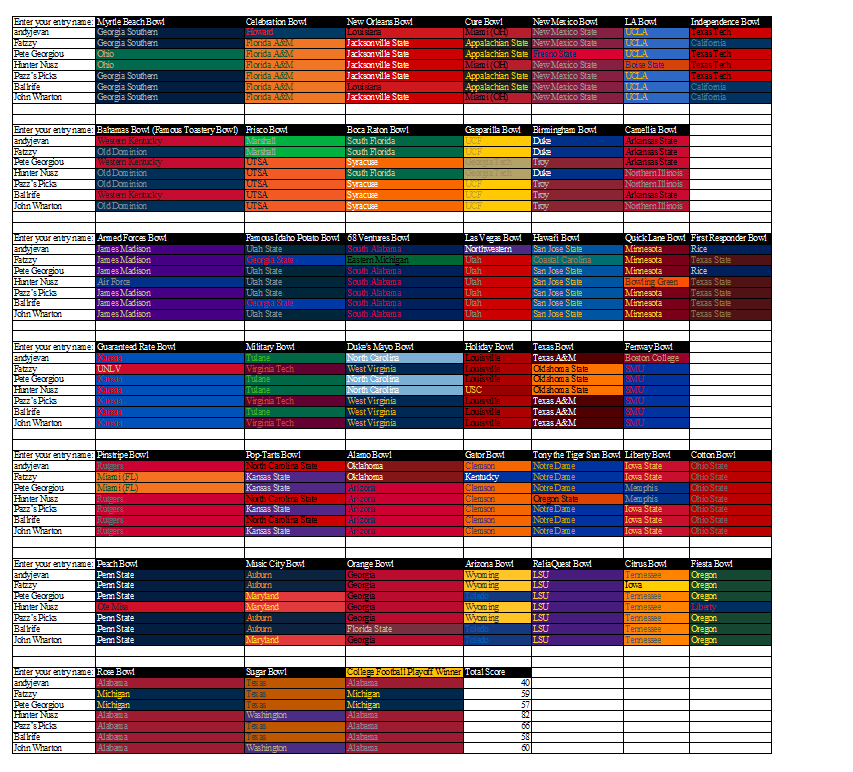 Enter your entry name: Myrtle Beach Bowl Celebration Bowl New Orleans Bowl Cure Bowl New Mexico Bowl LA Bowl Independence Bowl
andyjevan Georgia Southern Howard Louisiana Miami (OH) New Mexico State UCLA Texas Tech
Fatzzy Georgia Southern Florida A&M Jacksonville State Appalachian State New Mexico State UCLA California
Pete Georgiou Ohio Florida A&M Jacksonville State Appalachian State Fresno State UCLA Texas Tech
Hunter Nusz Ohio Florida A&M Jacksonville State Miami (OH) New Mexico State Boise State Texas Tech
Pazz's Picks Georgia Southern Florida A&M Jacksonville State Appalachian State New Mexico State UCLA Texas Tech
Ballrife Georgia Southern Florida A&M Louisiana Appalachian State New Mexico State UCLA California
John Wharton Georgia Southern Florida A&M Jacksonville State Miami (OH) New Mexico State UCLA California
Enter your entry name: Bahamas Bowl (Famous Toastery Bowl) Frisco Bowl Boca Raton Bowl Gasparilla Bowl Birmingham Bowl Camellia Bowl
andyjevan Western Kentucky Marshall South Florida UCF Duke Arkansas State
Fatzzy Old Dominion Marshall South Florida UCF Duke Arkansas State
Pete Georgiou Western Kentucky UTSA Syracuse Georgia Tech Troy Arkansas State
Hunter Nusz Old Dominion UTSA South Florida Georgia Tech Duke Northern Illinois
Pazz's Picks Old Dominion UTSA Syracuse UCF Troy Northern Illinois
Ballrife Western Kentucky UTSA Syracuse UCF Troy Arkansas State
John Wharton Old Dominion UTSA Syracuse UCF Troy Northern Illinois
Enter your entry name: Armed Forces Bowl Famous Idaho Potato Bowl 68 Ventures Bowl Las Vegas Bowl Hawai'i Bowl Quick Lane Bowl First Responder Bowl
andyjevan James Madison Utah State South Alabama Northwestern San Jose State Minnesota Rice
Fatzzy James Madison Georgia State Eastern Michigan Utah Coastal Carolina Minnesota Texas State
Pete Georgiou James Madison Utah State South Alabama Utah San Jose State Minnesota Rice
Hunter Nusz Air Force Utah State South Alabama Utah San Jose State Bowling Green Texas State
Pazz's Picks James Madison Utah State South Alabama Utah San Jose State Minnesota Texas State
Ballrife James Madison Georgia State South Alabama Utah San Jose State Minnesota Texas State
John Wharton James Madison Utah State South Alabama Utah San Jose State Minnesota Texas State
Enter your entry name: Guaranteed Rate Bowl Military Bowl Duke's Mayo Bowl Holiday Bowl Texas Bowl Fenway Bowl
andyjevan Kansas Tulane North Carolina Louisville Texas A&M Boston College
Fatzzy UNLV Virginia Tech West Virginia Louisville Oklahoma State SMU
Pete Georgiou Kansas Tulane North Carolina Louisville Oklahoma State SMU
Hunter Nusz Kansas Tulane North Carolina USC Oklahoma State SMU
Pazz's Picks Kansas Virginia Tech West Virginia Louisville Texas A&M SMU
Ballrife Kansas Tulane West Virginia Louisville Texas A&M SMU
John Wharton Kansas Virginia Tech West Virginia Louisville Texas A&M SMU
Enter your entry name: Pinstripe Bowl Pop-Tarts Bowl Alamo Bowl Gator Bowl Tony the Tiger Sun Bowl Liberty Bowl Cotton Bowl
andyjevan Rutgers North Carolina State Oklahoma Clemson Notre Dame Iowa State Ohio State
Fatzzy Miami (FL) Kansas State Oklahoma Kentucky Notre Dame Iowa State Ohio State
Pete Georgiou Miami (FL) Kansas State Arizona Clemson Notre Dame Memphis Ohio State
Hunter Nusz Rutgers North Carolina State Arizona Clemson Oregon State Memphis Ohio State
Pazz's Picks Rutgers Kansas State Arizona Clemson Notre Dame Iowa State Ohio State
Ballrife Rutgers North Carolina State Arizona Clemson Notre Dame Iowa State Ohio State
John Wharton Rutgers Kansas State Arizona Clemson Notre Dame Iowa State Ohio State
Enter your entry name: Peach Bowl Music City Bowl Orange Bowl Arizona Bowl ReliaQuest Bowl Citrus Bowl Fiesta Bowl
andyjevan Penn State Auburn Georgia Wyoming LSU Tennessee Oregon
Fatzzy Penn State Auburn Georgia Wyoming LSU Iowa Oregon
Pete Georgiou Penn State Maryland Georgia Toledo LSU Tennessee Oregon
Hunter Nusz Ole Miss Maryland Georgia Wyoming LSU Tennessee Liberty
Pazz's Picks Penn State Auburn Georgia Wyoming LSU Tennessee Oregon
Ballrife Penn State Auburn Florida State Toledo LSU Tennessee Oregon
John Wharton Penn State Maryland Georgia Toledo LSU Tennessee Oregon
Enter your entry name: Rose Bowl Sugar Bowl College Football Playoff Winner Total Score
andyjevan Alabama Texas Alabama 40
Fatzzy Michigan Texas Michigan 59
Pete Georgiou Michigan Texas Michigan 57
Hunter Nusz Alabama Washington Alabama 82
Pazz's Picks Alabama Texas Alabama 66
Ballrife Alabama Texas Alabama 58
John Wharton Alabama Washington Alabama 60